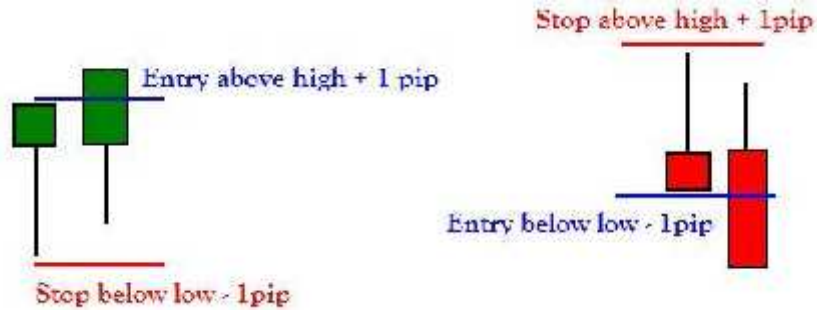 Stop above high + 1pip
Entry above high + 1 pip
Entry below low - 1pip
Stop below low - 1pip